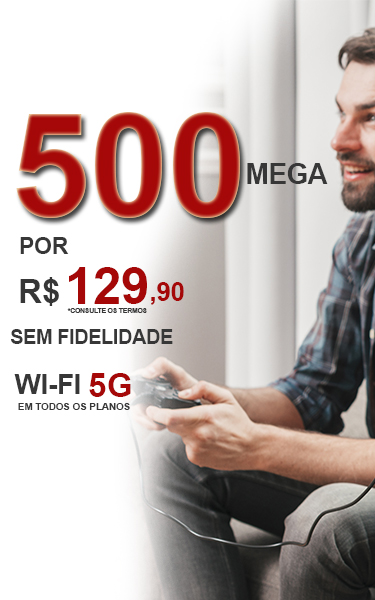 500 MEGA
POR
R$ 129,90
*CONSULTE OS TERMOS
SEM FIDELIDADE
WI-FI 5G
EM TODOS OS PLANOS